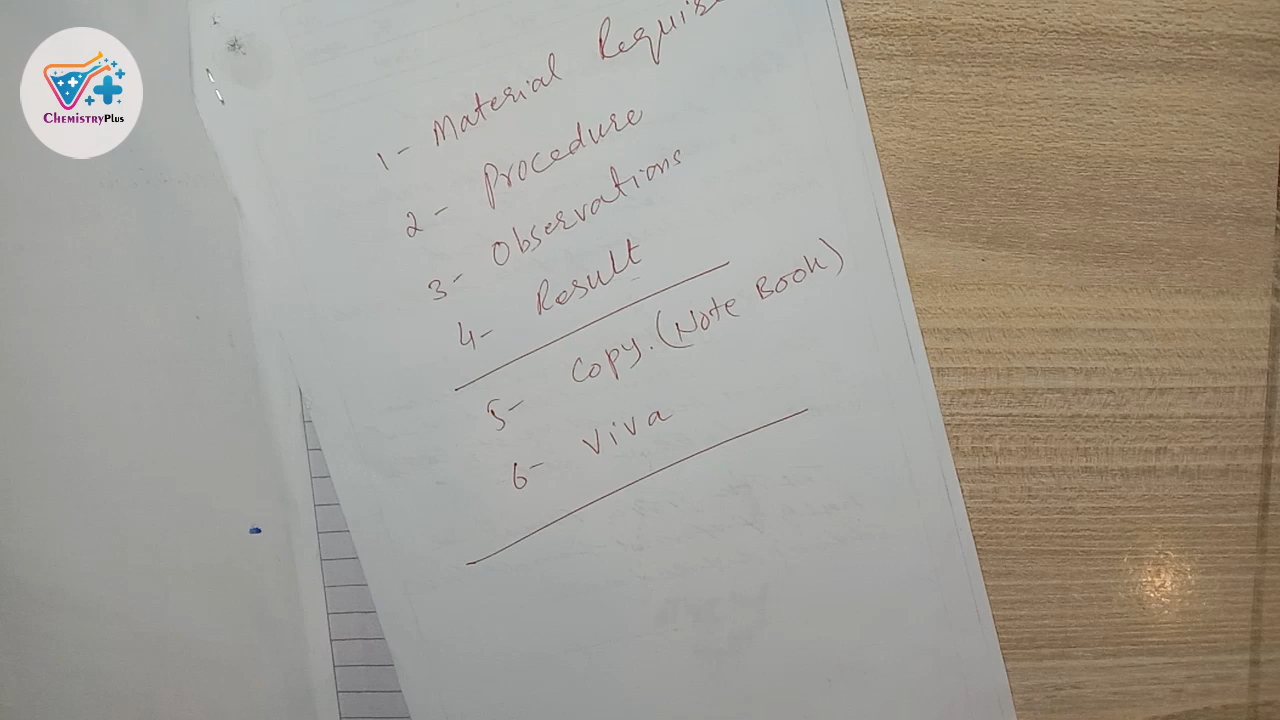 ChemistryPlus
1- Material
2- Procedure
3- Observations
4- Result
5- Copy. (Note Book)
6- Viva